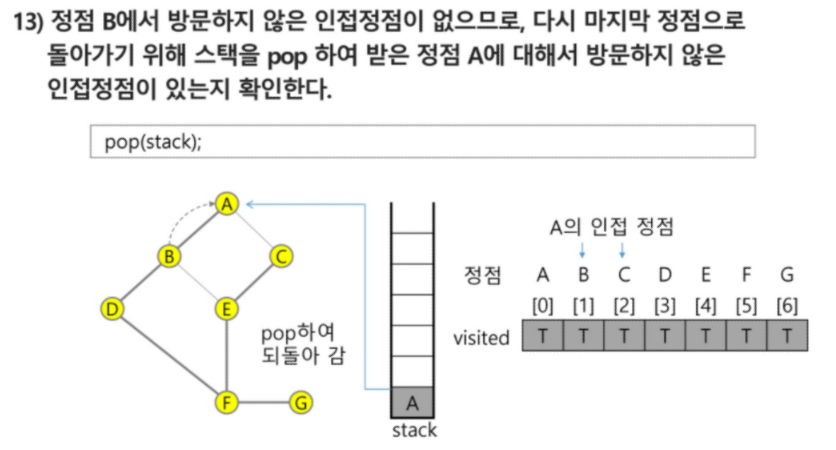 13) 정점 B에서 방문하지 않은 인접정점이 없으므로, 다시 마지막 정점으로
돌아가기 위해 스택을 pop 하여 받은 정점 A에 대해서 방문하지 않은
인접정점이 있는지 확인한다.
pop(stack);
A
B
C
D
E
F
G
pop하여
되돌아 감
A
stack
A의 인접 정점
정점 A B C D E F G
[0] [1] [2] [3] [4] [5] [6]
visited T T T T T T T